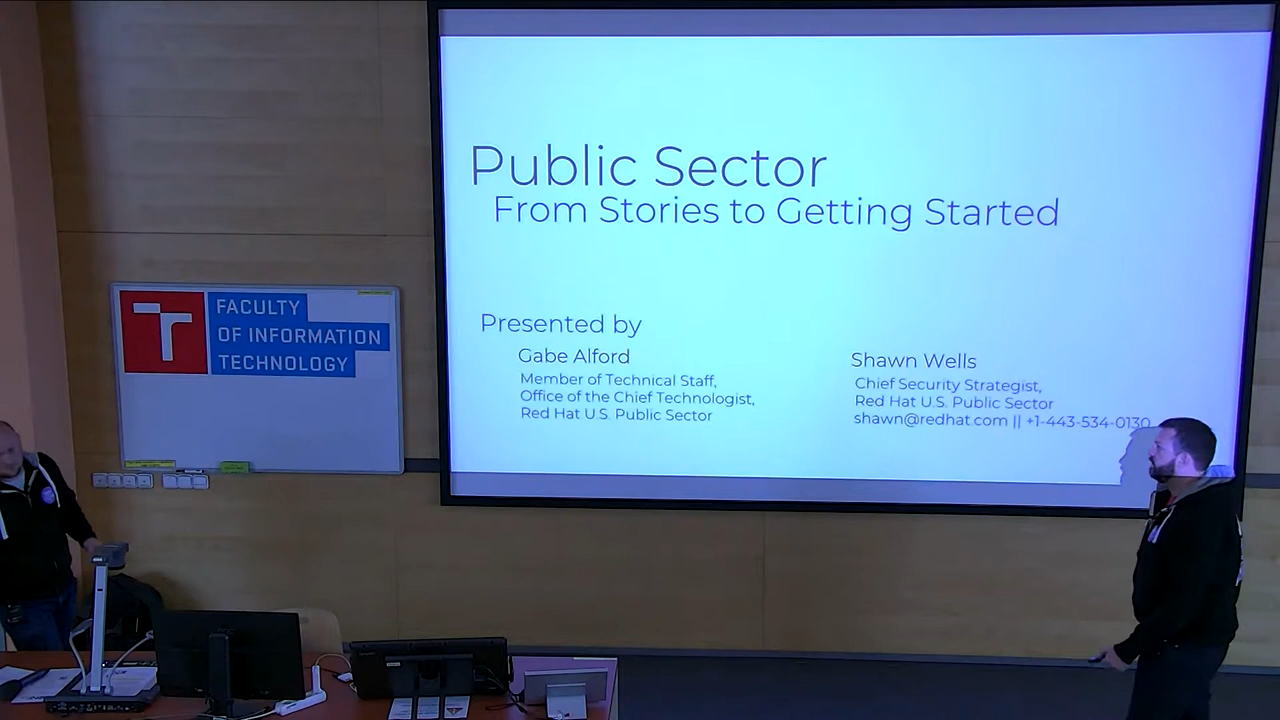 Public Sector
From Stories to Getting Started
Presented by
Gabe Alford
Member of Technical Staff,
Office of the Chief Technologist,
Red Hat U.S. Public Sector
Shawn Wells
Chief Security Strategist,
Red Hat U.S. Public Sector
shawn@redhat.com || +1-443-534-0130
FACULTY
OF INFORMATION
TECHNOLOGY